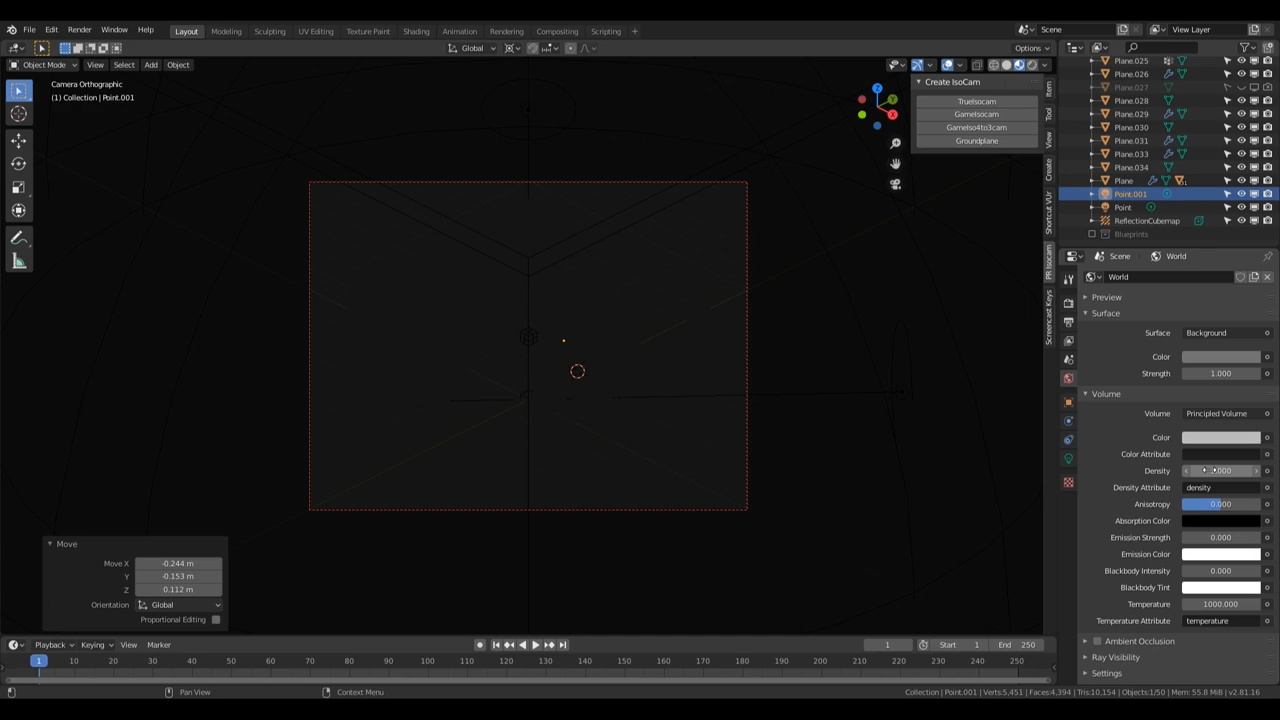 File Edit Render Window Help Layout Modeling Sculpting UV Editing Texture Paint Shading Animation Rendering Compositing Scripting + Scene View Layer
Global Options
Object Mode View Select Add Object
Camera Orthographic
(1) Collection | Point.001
Create IsoCam
TrueIsocam
GameIsocam
GameIso4to3cam
Groundplane
Z
Y
X
Item
Tool
View
Create
Shortcut VUr
PR Isocam
Screencast Keys
Plane.025
Plane.026
Plane.027
Plane.028
Plane.029
Plane.030
Plane.031
Plane.033
Plane.034
Plane
Point.001
Point
ReflectionCubemap
Blueprints
Scene World
World
Preview
Surface
Surface Background
Color
Strength 1.000
Volume
Volume Principled Volume
Color
Color Attribute
Density
Density Attribute density
Anisotropy 0.000
Absorption Color
Emission Strength 0.000
Emission Color
Blackbody Intensity 0.000
Blackbody Tint
Temperature 1000.000
Temperature Attribute temperature
Ambient Occlusion
Ray Visibility
Settings
Move
Move X -0.244 m
Y -0.153 m
Z 0.112 m
Orientation Global
Proportional Editing
Playback Keying View Marker 1 Start 1 End 250
1 10 20 30 40 50 60 70 80 90 100 110 120 130 140 150 160 170 180 190 200 210 220 230 240 250
Pan View Context Menu Collection | Point.001 | Verts:5,451 | Faces:4,394 | Tris:10,154 | Objects:1/50 | Mem: 55.8 MiB | v2.81.16